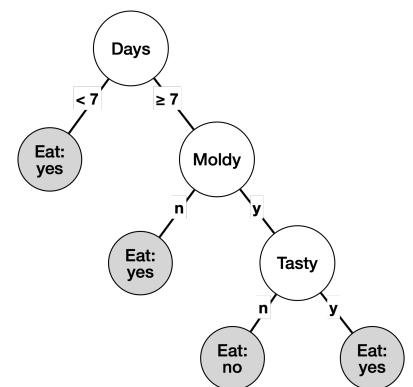 Days
< 7
≥ 7
Eat:
yes
Moldy
n
y
Eat:
yes
Tasty
n
y
Eat:
no
Eat:
yes